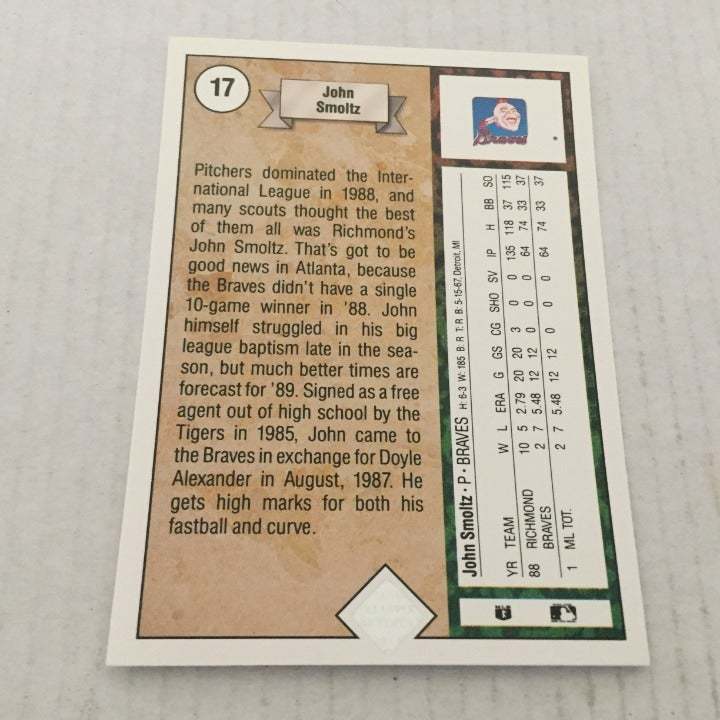 17
John
Smoltz
Pitchers dominated the Inter-
national League in 1988, and
many scouts thought the best
of them all was Richmond's
John Smoltz. That's got to be
good news in Atlanta, because
the Braves didn't have a single
10-game winner in '88. John
himself struggled in his big
league baptism late in the sea-
son, but much better times are
forecast for '89. Signed as a free
agent out of high school by the
Tigers in 1985, John came to
the Braves in exchange for Doyle
Alexander in August, 1987. He
gets high marks for both his
fastball and curve.
Braves
John Smoltz · P · BRAVES H: 6-3 W: 185 B: R T: R B: 5-15-67, Detroit, MI
YR TEAM W L ERA G GS CG SHO SV IP H BB SO
88 RICHMOND 10 5 2.79 20 20 3 0 0 135 118 37 115
BRAVES 2 7 5.48 12 12 0 0 0 64 74 33 37
1 ML TOT. 2 7 5.48 12 12 0 0 0 64 74 33 37